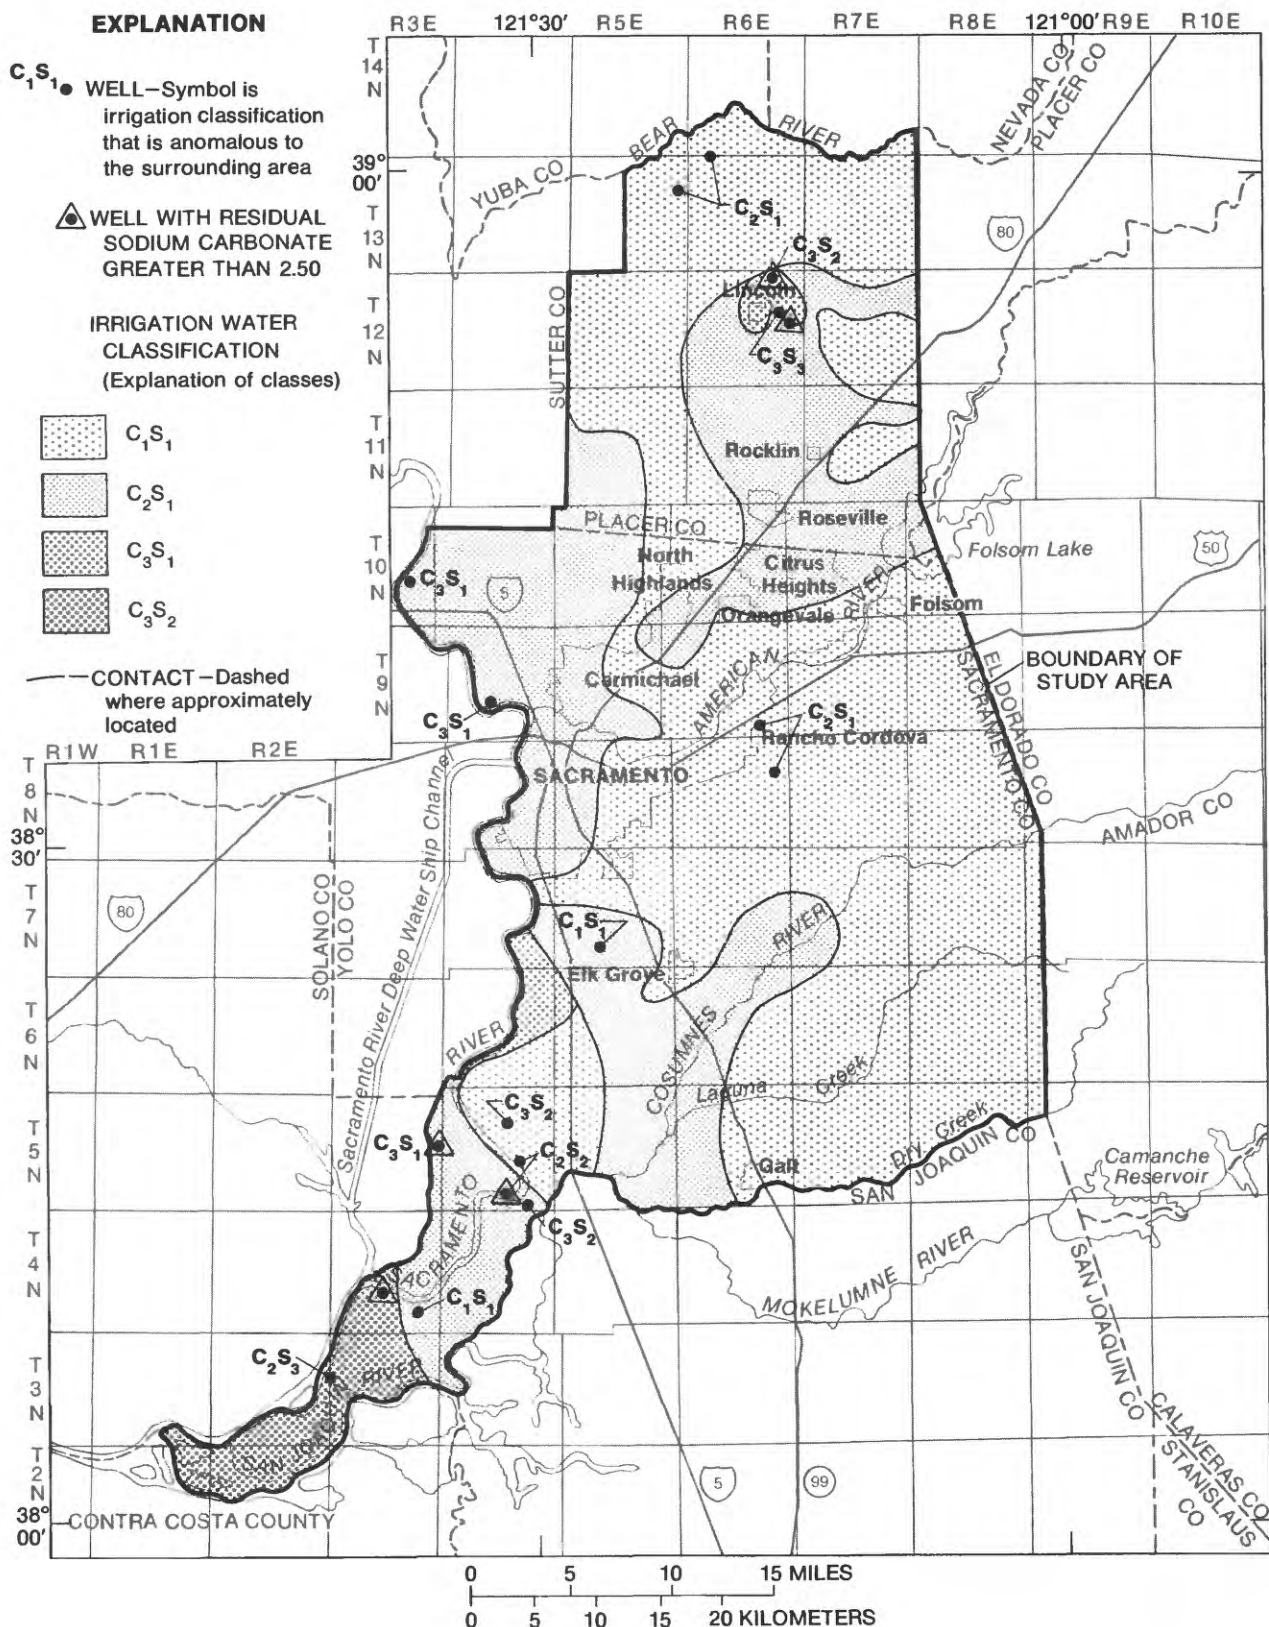 EXPLANATION
C₁S₁
WELL—Symbol is
irrigation classification
that is anomalous to
the surrounding area
WELL WITH RESIDUAL
SODIUM CARBONATE
GREATER THAN 2.50
IRRIGATION WATER
CLASSIFICATION
(Explanation of classes)
C₁S₁
C₂S₁
C₃S₁
C₃S₂
CONTACT—Dashed
where approximately
located
R3E
121°30'
R5E
R6E
R7E
R8E
121°00'
R9E
R10E
T
14
N
39°
00'
T
13
N
T
12
N
T
11
N
T
10
N
T
9
N
R1W
R1E
R2E
T
8
N
38°
30'
T
7
N
T
6
N
T
5
N
T
4
N
T
3
N
T
2
N
38°
00'
NEVADA CO
PLACER CO
BEAR
RIVER
YUBA CO
C₂S₁
80
C₃S₂
Lincoln
C₃S₃
SUTTER CO
Rocklin
PLACER CO
Roseville
North
Highlands
Citrus
Heights
Folsom Lake
50
C₃S₁
5
Orangevale
RIVER
Folsom
Carmichael
AMERICAN
BOUNDARY OF
STUDY AREA
EL DORADO CO
SACRAMENTO CO
C₃S₁
C₂S₁
Rancho Cordova
SACRAMENTO
AMADOR CO
80
SOLANO CO
YOLO CO
Sacramento River Deep Water Ship Channel
C₁S₁
Elk Grove
RIVER
COSUMNES
RIVER
Laguna
Creek
C₃S₂
C₃S₁
C₂S₂
Galt
Dry Creek
SAN JOAQUIN CO
Camanche
Reservoir
C₃S₂
SACRAMENTO
MOKELUMNE RIVER
C₁S₁
C₂S₃
RIVER
SAN JOAQUIN
SAN JOAQUIN CO
CALAVERAS CO
STANISLAUS
CO
5
99
CONTRA COSTA COUNTY
0 5 10 15 MILES
0 5 10 15 20 KILOMETERS